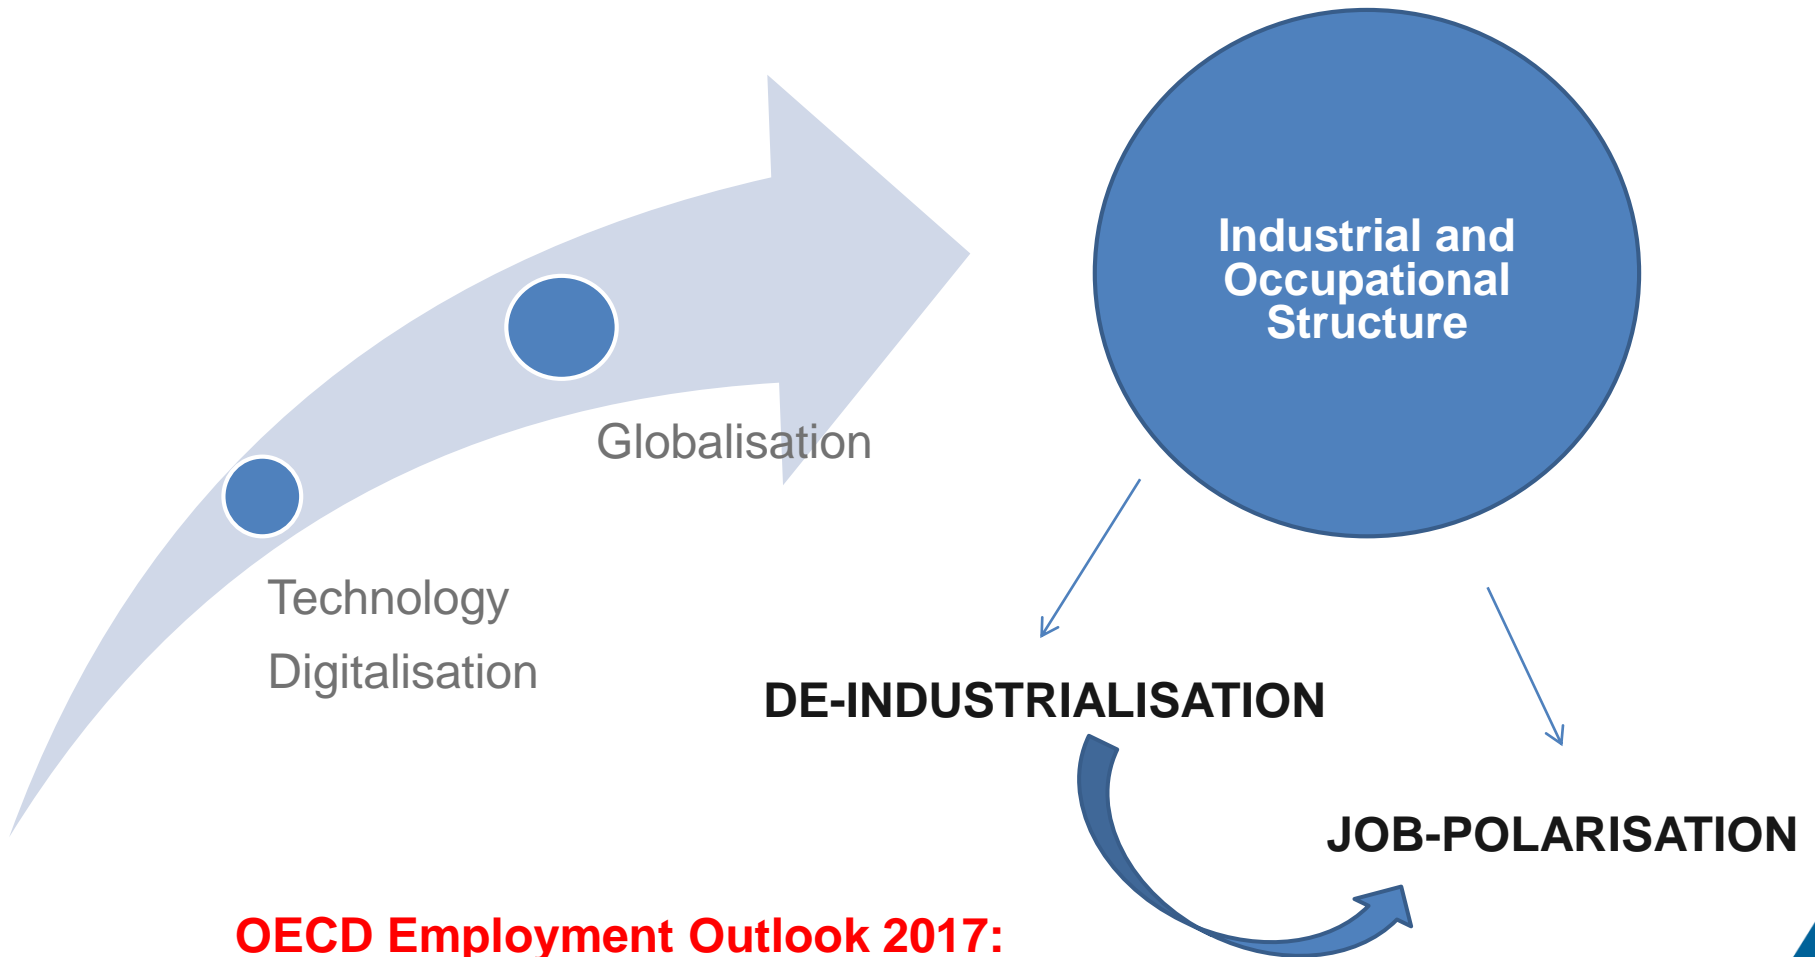 Industrial and
Occupational
Structure
Globalisation
Technology
Digitalisation
DE-INDUSTRIALISATION
JOB-POLARISATION
OECD Employment Outlook 2017: